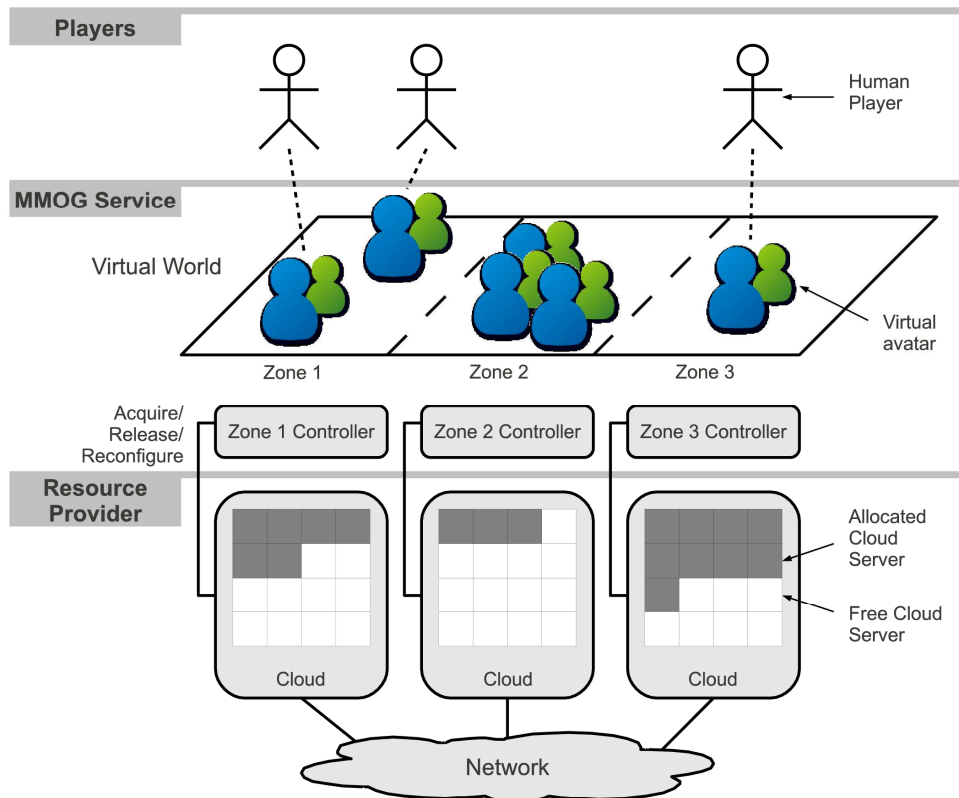 Players
Human
Player
MMOG Service
Virtual World
Virtual
avatar
Zone 1
Zone 2
Zone 3
Acquire/
Release/
Reconfigure
Zone 1 Controller
Zone 2 Controller
Zone 3 Controller
Resource
Provider
Allocated
Cloud
Server
Free Cloud
Server
Cloud
Cloud
Cloud
Network